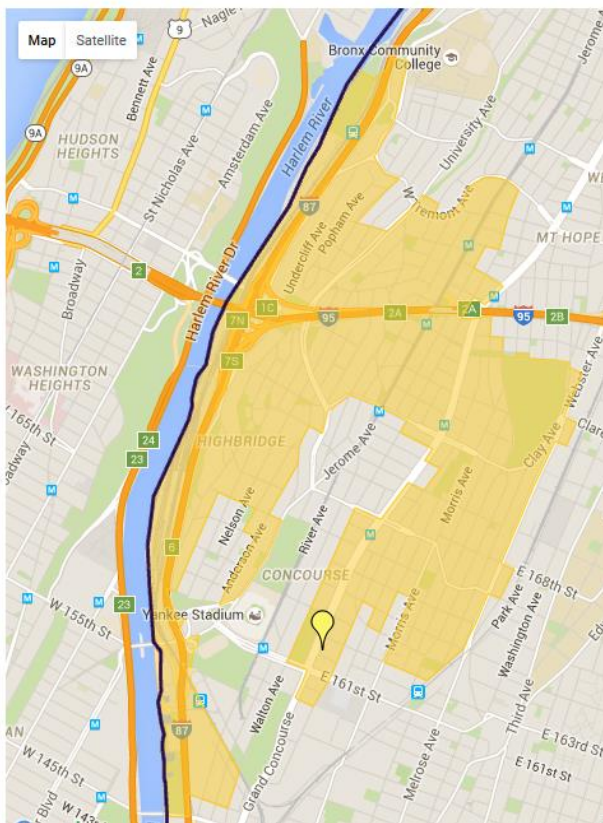 Map
Satellite
9
Nagle
9A
Bennett Ave
9A
HUDSON
HEIGHTS
St Nicholas Ave
Amsterdam Ave
Harlem River
Bronx Community
College
Jerome Ave
University Ave
W Tremont Ave
87
Undercliff Ave
Popham Ave
MT HOPE
2
Broadway
Harlem River Dr
1C
7N
95
2A
2A
95
2B
7S
WASHINGTON
HEIGHTS
W 165th St
Webster Ave
24
23
HIGHBRIDGE
Jerome Ave
Clay Ave
Morris Ave
Nelson Ave
Anderson Ave
River Ave
6
CONCOURSE
E 168th St
23
W 155th St
Yankee Stadium
Morris Ave
Park Ave
Washington Ave
E 161st St
Walton Ave
Third Ave
87
Grand Concourse
Melrose Ave
E 163rd St
E 161st St
W 145th St
W 143